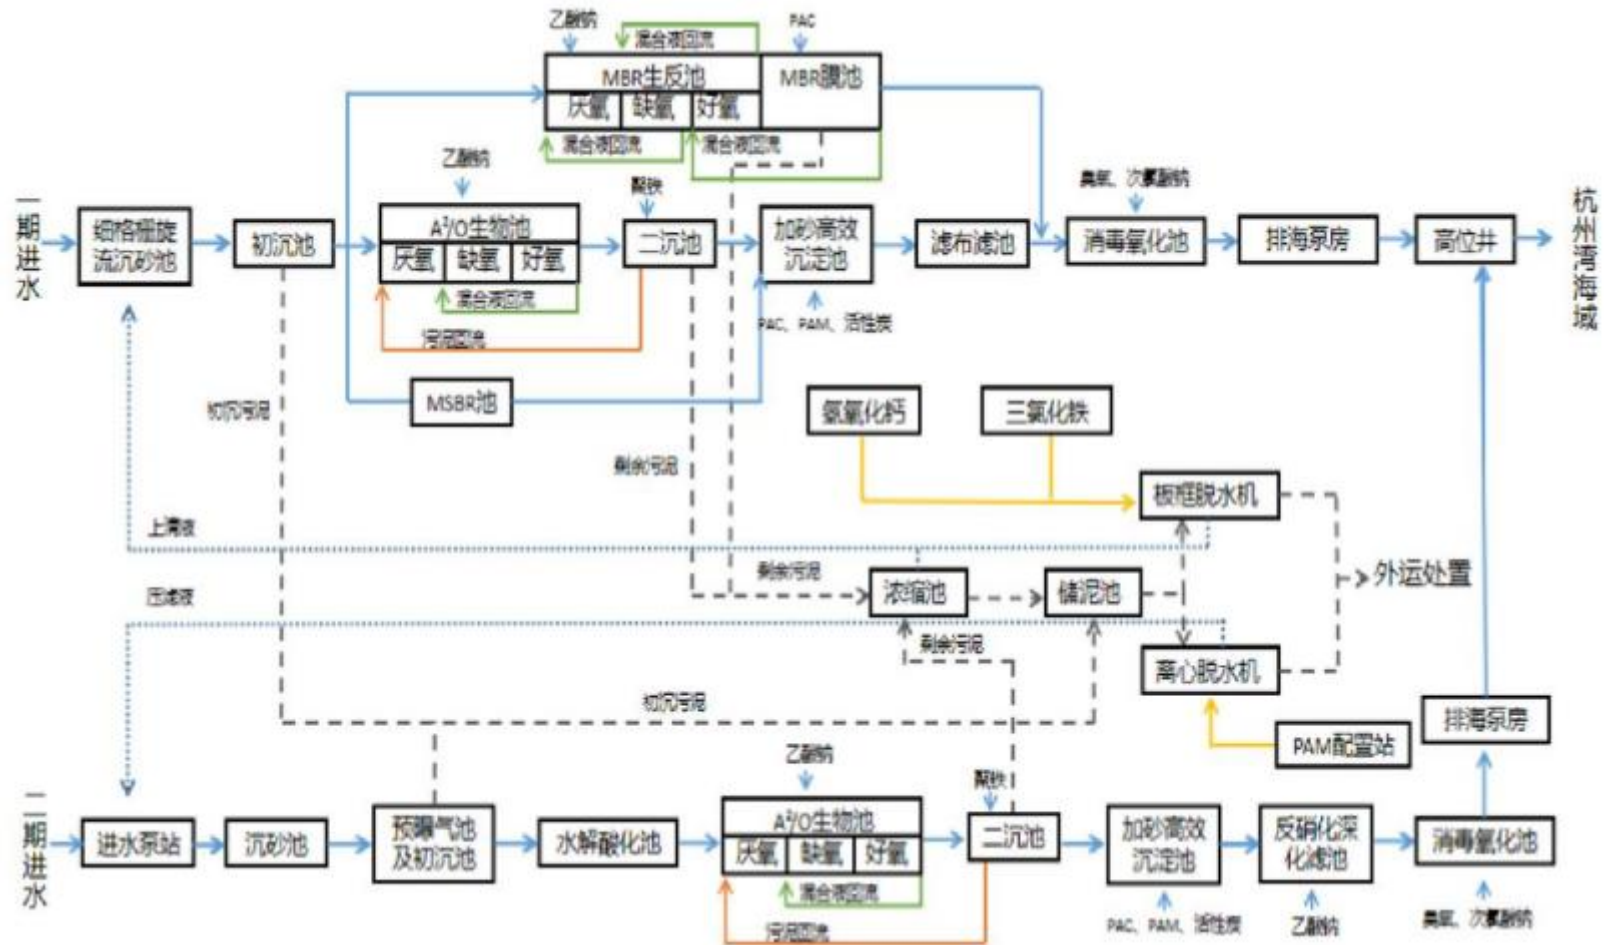 乙酸钠
混合液回流
PAC
MBR生反池
MBR膜池
厌氧 缺氧 好氧
混合液回流
混合液回流
乙酸钠
聚铁
臭氧、次氯酸钠
一期进水
细格栅旋
流沉砂池
初沉池
A²/O生物池
厌氧 缺氧 好氧
二沉池
加砂高效
沉淀池
滤布滤池
消毒氧化池
排海泵房
高位井
杭州湾海域
混合液回流
污泥回流
PAC、PAM、活性炭
MSBR池
初沉污泥
氢氧化钙
三氯化铁
剩余污泥
板框脱水机
上清液
剩余污泥
浓缩池
储泥池
外运处置
压滤液
剩余污泥
离心脱水机
初沉污泥
排海泵房
PAM配置站
乙酸钠
聚铁
二期进水
进水泵站
沉砂池
预曝气池
及初沉池
水解酸化池
A²/O生物池
厌氧 缺氧 好氧
二沉池
加砂高效
沉淀池
反硝化深
化滤池
消毒氧化池
混合液回流
污泥回流
PAC、PAM、活性炭
乙酸钠
臭氧、次氯酸钠